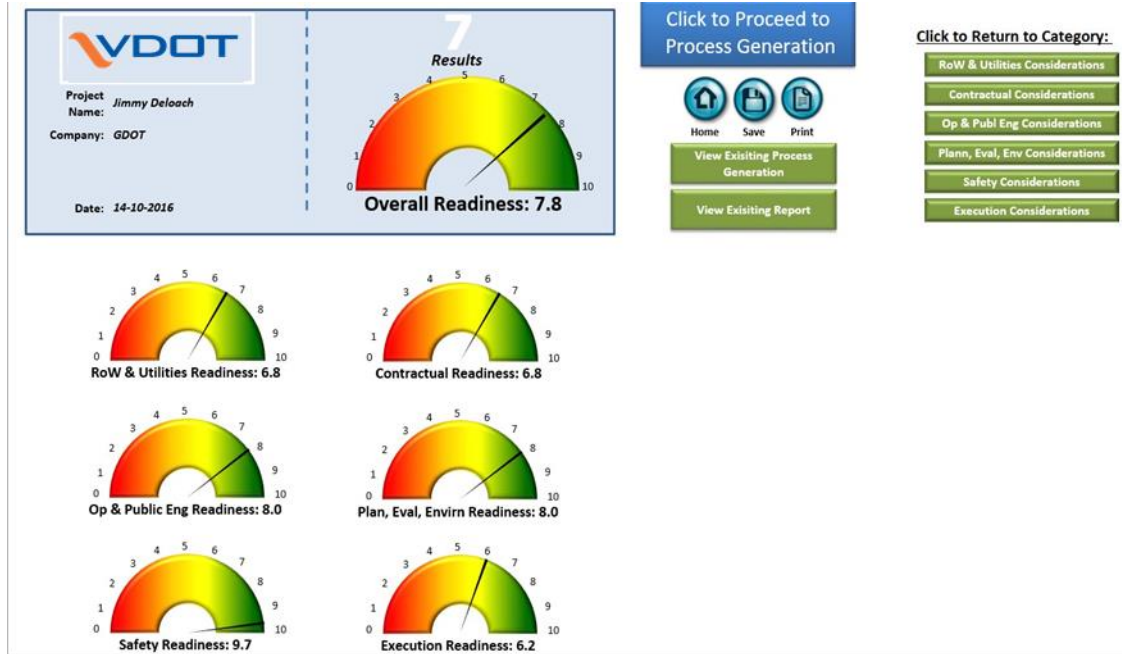 VDOT
Project Name: Jimmy Deloach
Company: GDOT
Date: 14-10-2016
7
Results
0 1 2 3 4 5 6 7 8 9 10
Overall Readiness: 7.8
Click to Proceed to
Process Generation
Home Save Print
View Exisiting Process
Generation
View Exisiting Report
Click to Return to Category:
RoW & Utilities Considerations
Contractual Considerations
Op & Publ Eng Considerations
Plann, Eval, Env Considerations
Safety Considerations
Execution Considerations
0 1 2 3 4 5 6 7 8 9 10
RoW & Utilities Readiness: 6.8
0 1 2 3 4 5 6 7 8 9 10
Contractual Readiness: 6.8
0 1 2 3 4 5 6 7 8 9 10
Op & Public Eng Readiness: 8.0
0 1 2 3 4 5 6 7 8 9 10
Plan, Eval, Envirn Readiness: 8.0
0 1 2 3 4 5 6 7 8 9 10
Safety Readiness: 9.7
0 1 2 3 4 5 6 7 8 9 10
Execution Readiness: 6.2